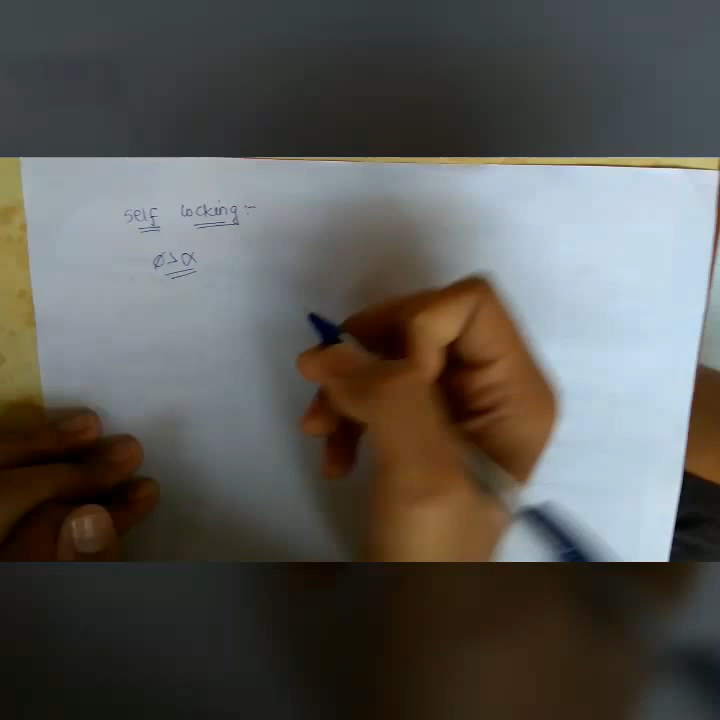 self locking :-
φ > α